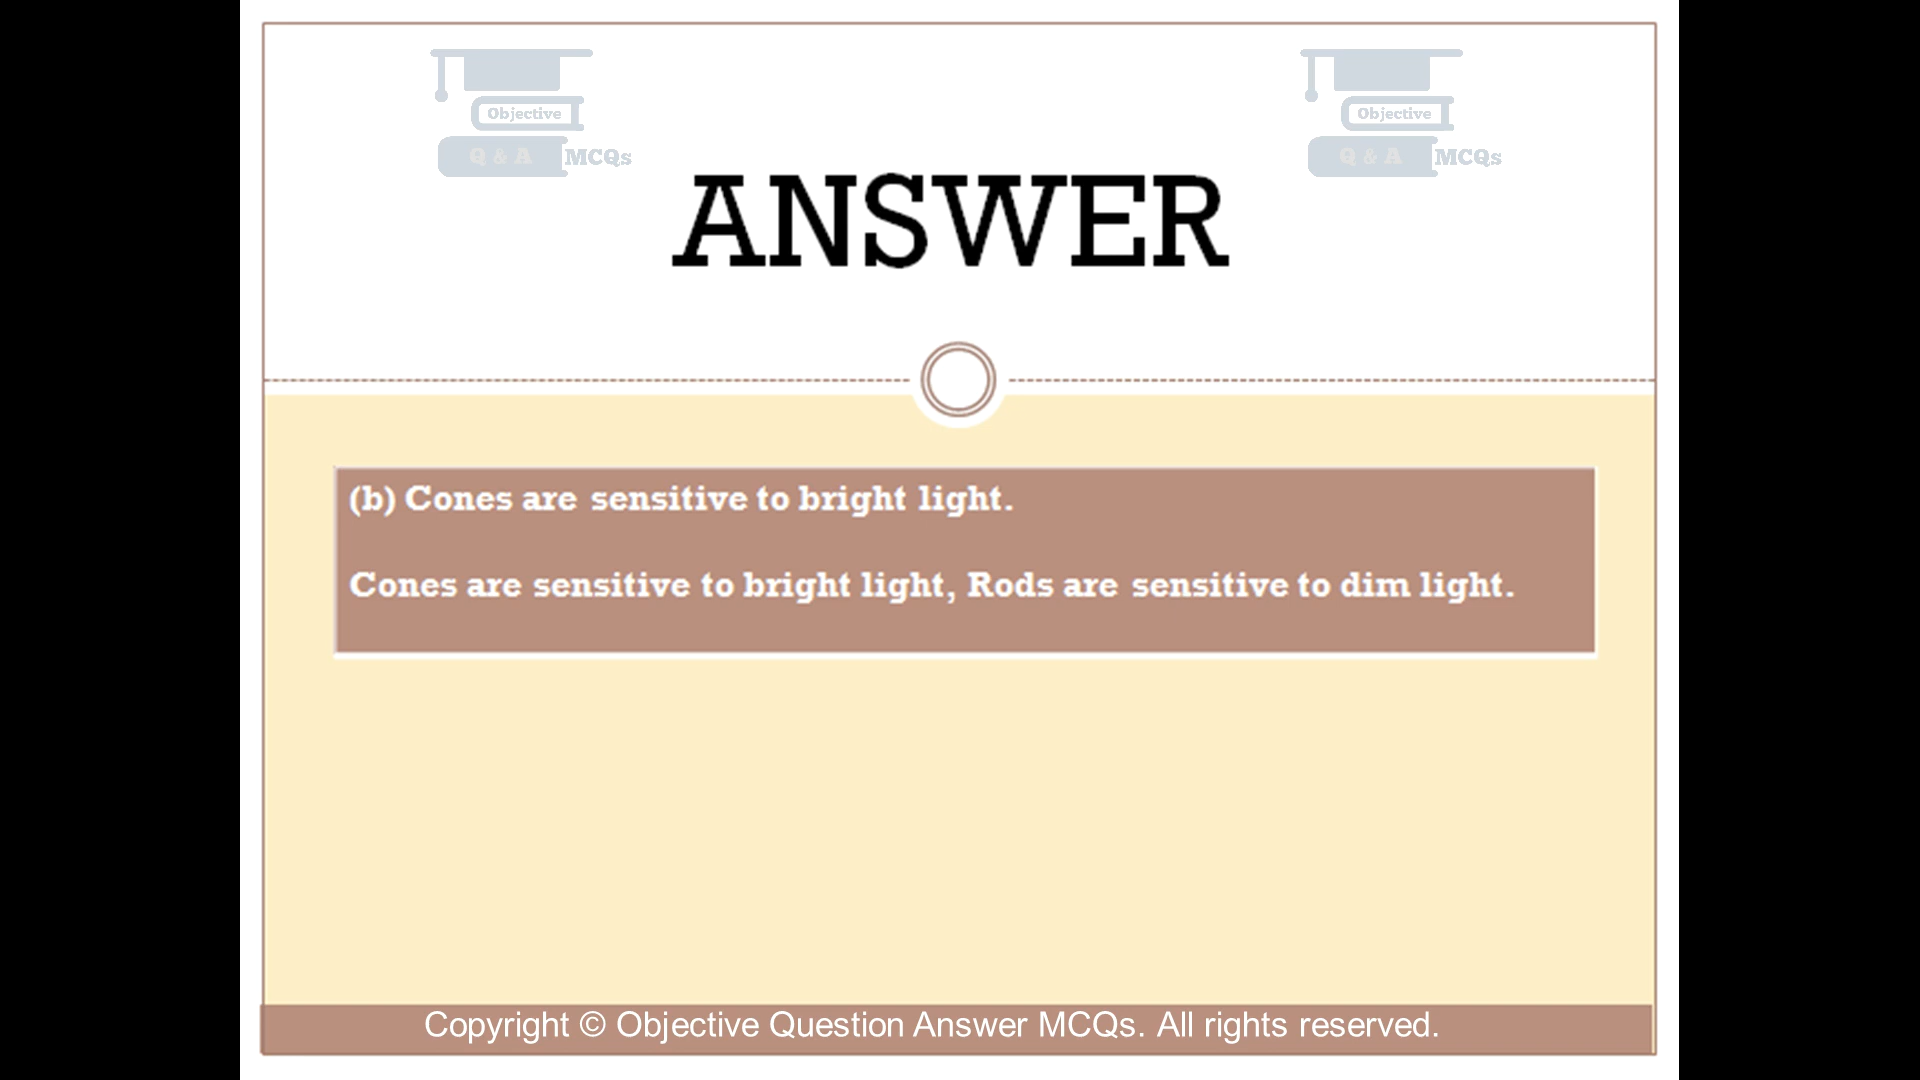 Objective
Q & A MCQs
Objective
Q & A MCQs
ANSWER
(b) Cones are sensitive to bright light.
Cones are sensitive to bright light, Rods are sensitive to dim light.
Copyright © Objective Question Answer MCQs. All rights reserved.